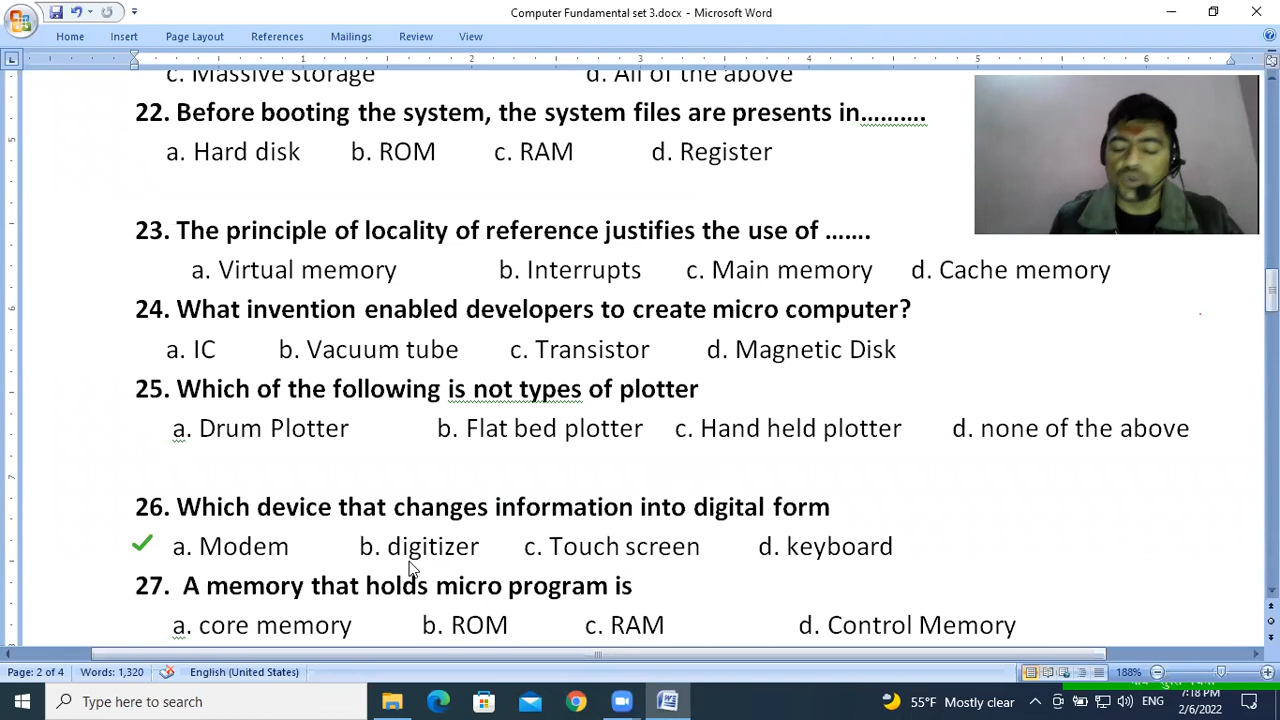 Computer Fundamental set 3.docx - Microsoft Word
Home Insert Page Layout References Mailings Review View
1 2 3 4 5 6
c. Massive storage d. All of the above
22. Before booting the system, the system files are presents in..........
a. Hard disk b. ROM c. RAM d. Register
23. The principle of locality of reference justifies the use of .......
a. Virtual memory b. Interrupts c. Main memory d. Cache memory
24. What invention enabled developers to create micro computer?
a. IC b. Vacuum tube c. Transistor d. Magnetic Disk
25. Which of the following is not types of plotter
a. Drum Plotter b. Flat bed plotter c. Hand held plotter d. none of the above
26. Which device that changes information into digital form
a. Modem b. digitizer c. Touch screen d. keyboard
27. A memory that holds micro program is
a. core memory b. ROM c. RAM d. Control Memory
Page: 2 of 4 Words: 1,320 English (United States) 188%
Type here to search 55°F Mostly clear ENG 7:18 PM
2/6/2022